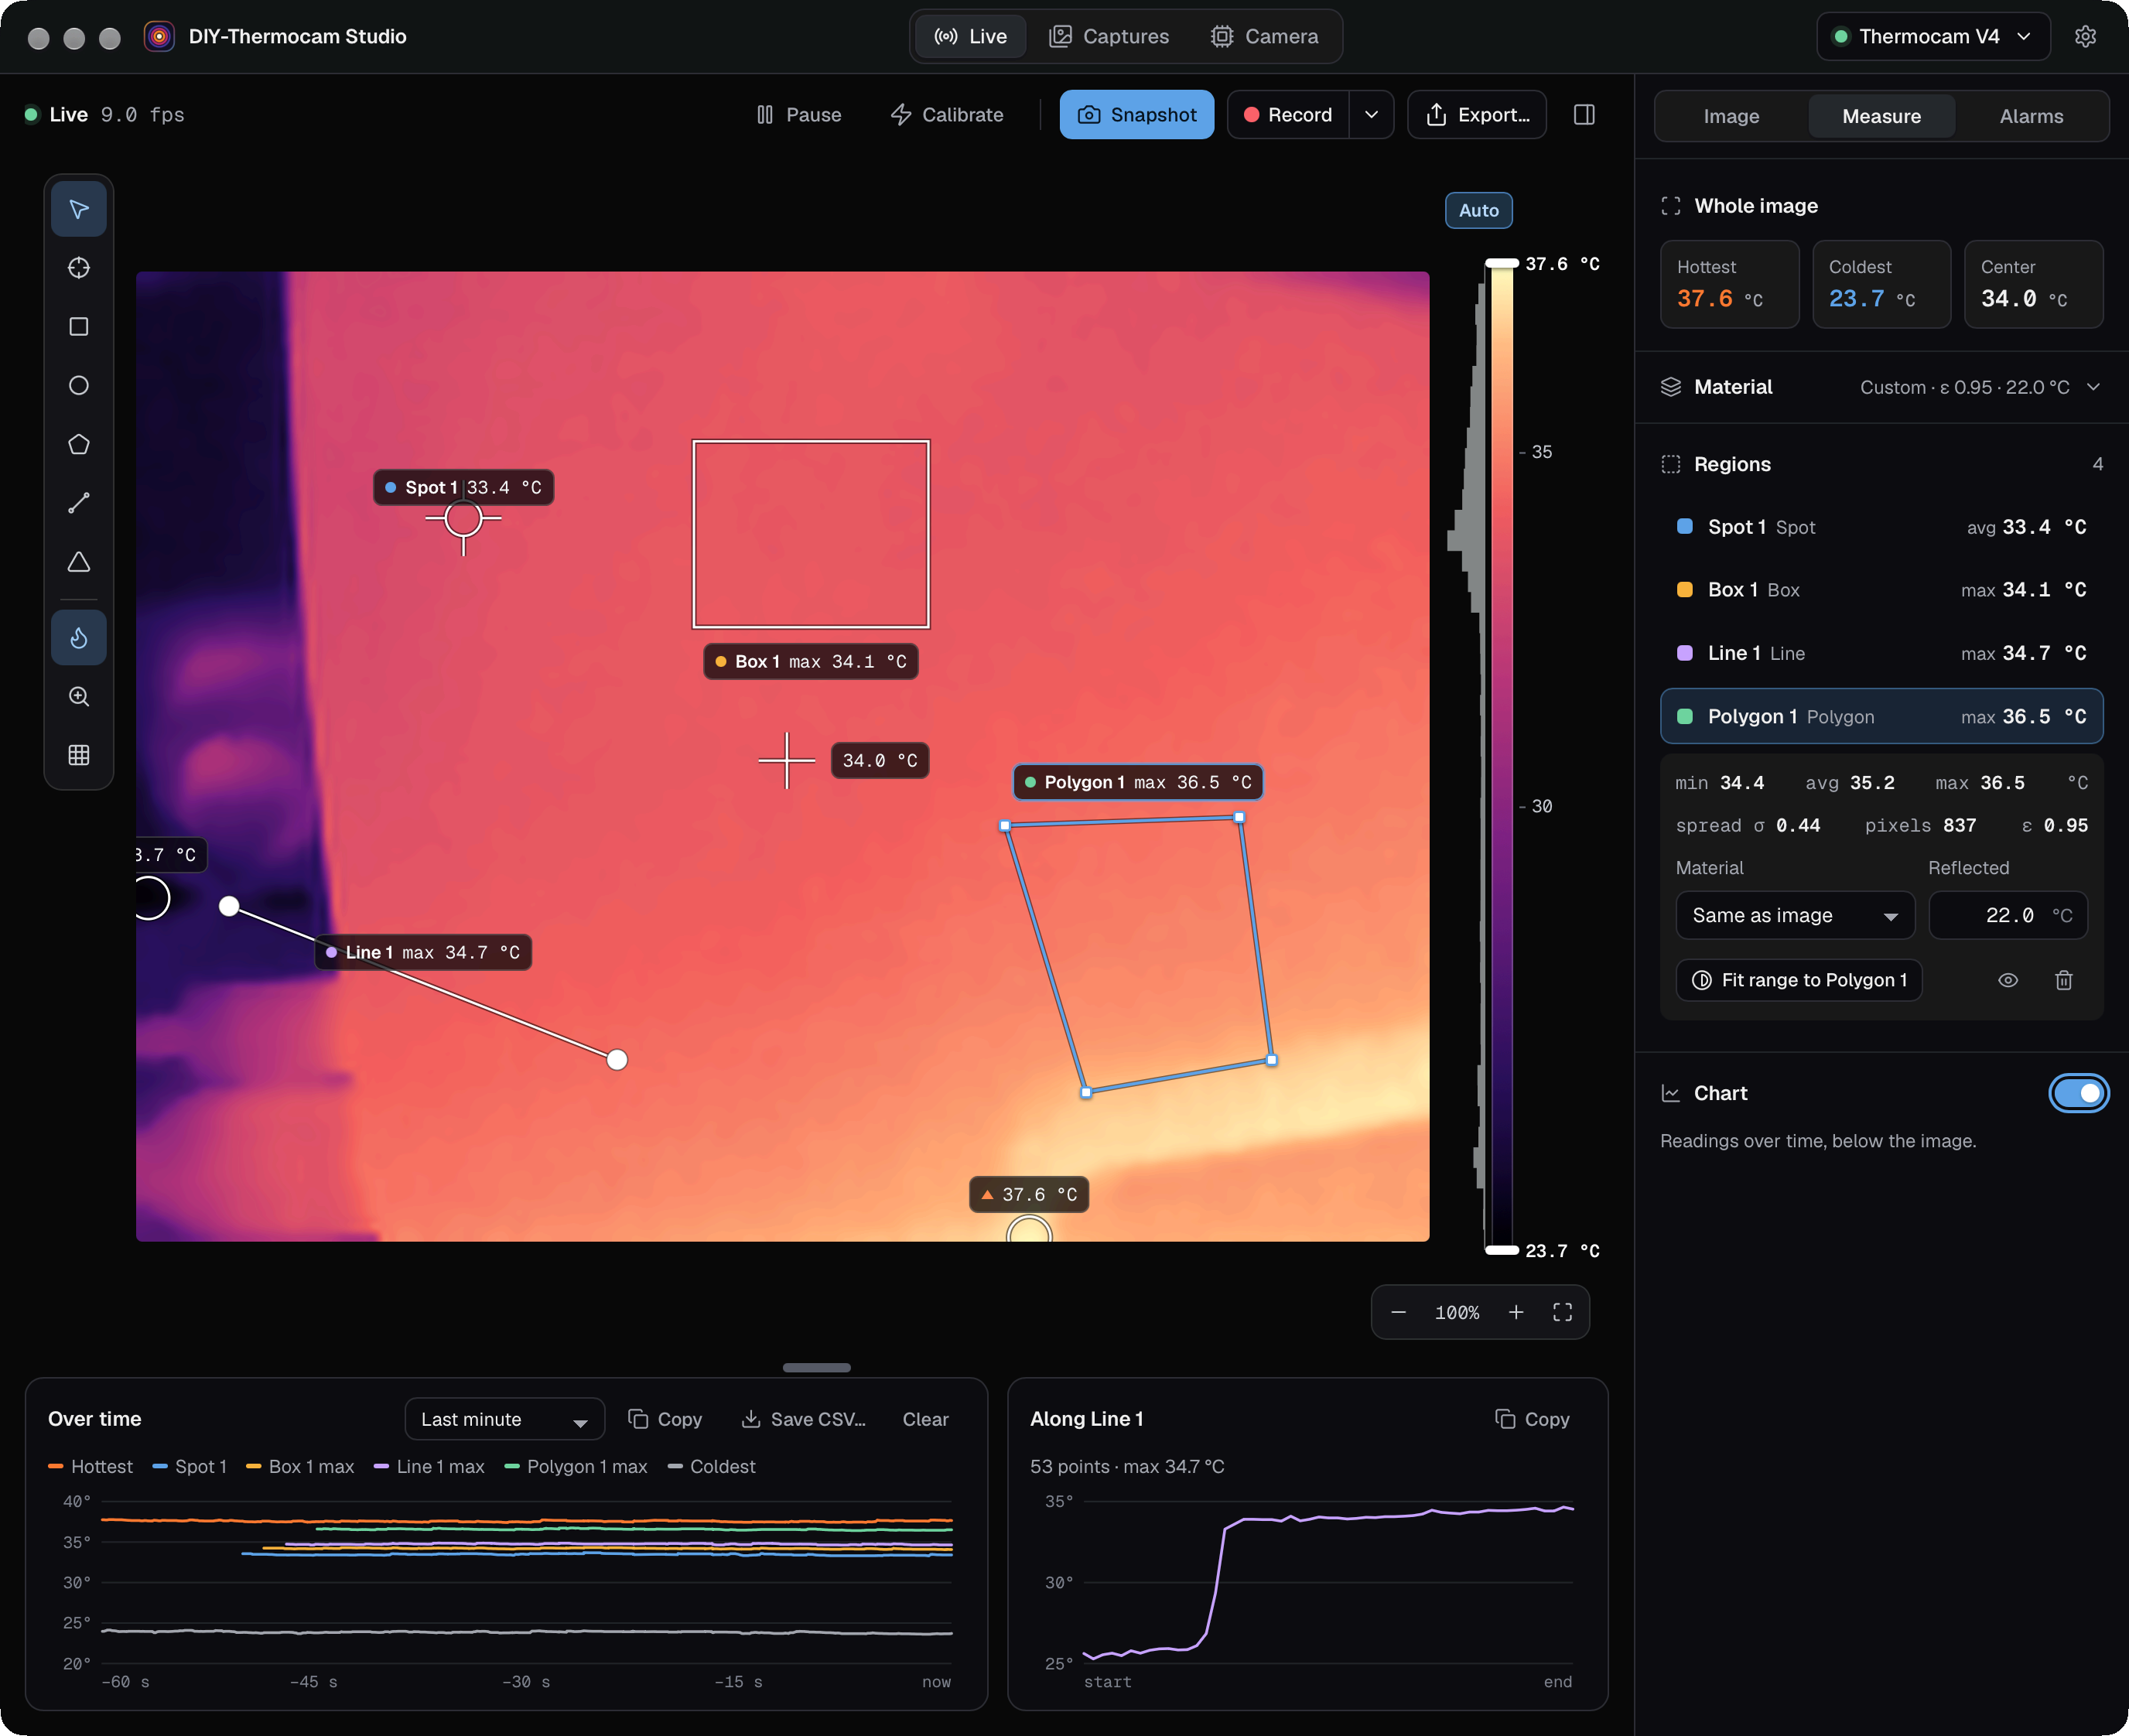 DIY-Thermocam Studio
Live
Captures
Camera
Thermocam V4
Live 9.0 fps
Pause
Calibrate
Snapshot
Record
Export...
Image
Measure
Alarms
Auto
37.6 °C
35
30
23.7 °C
Spot 1 33.4 °C
Box 1 max 34.1 °C
34.0 °C
Polygon 1 max 36.5 °C
3.7 °C
Line 1 max 34.7 °C
37.6 °C
100%
Whole image
Hottest
37.6 °C
Coldest
23.7 °C
Center
34.0 °C
Material
Custom · ε 0.95 · 22.0 °C
Regions
4
Spot 1 Spot avg 33.4 °C
Box 1 Box max 34.1 °C
Line 1 Line max 34.7 °C
Polygon 1 Polygon max 36.5 °C
min 34.4 avg 35.2 max 36.5 °C
spread σ 0.44 pixels 837 ε 0.95
Material
Reflected
Same as image
22.0 °C
Fit range to Polygon 1
Chart
Readings over time, below the image.
Over time
Last minute
Copy
Save CSV...
Clear
Hottest
Spot 1
Box 1 max
Line 1 max
Polygon 1 max
Coldest
40°
35°
30°
25°
20°
−60 s
−45 s
−30 s
−15 s
now
Along Line 1
Copy
53 points · max 34.7 °C
35°
30°
25°
start
end